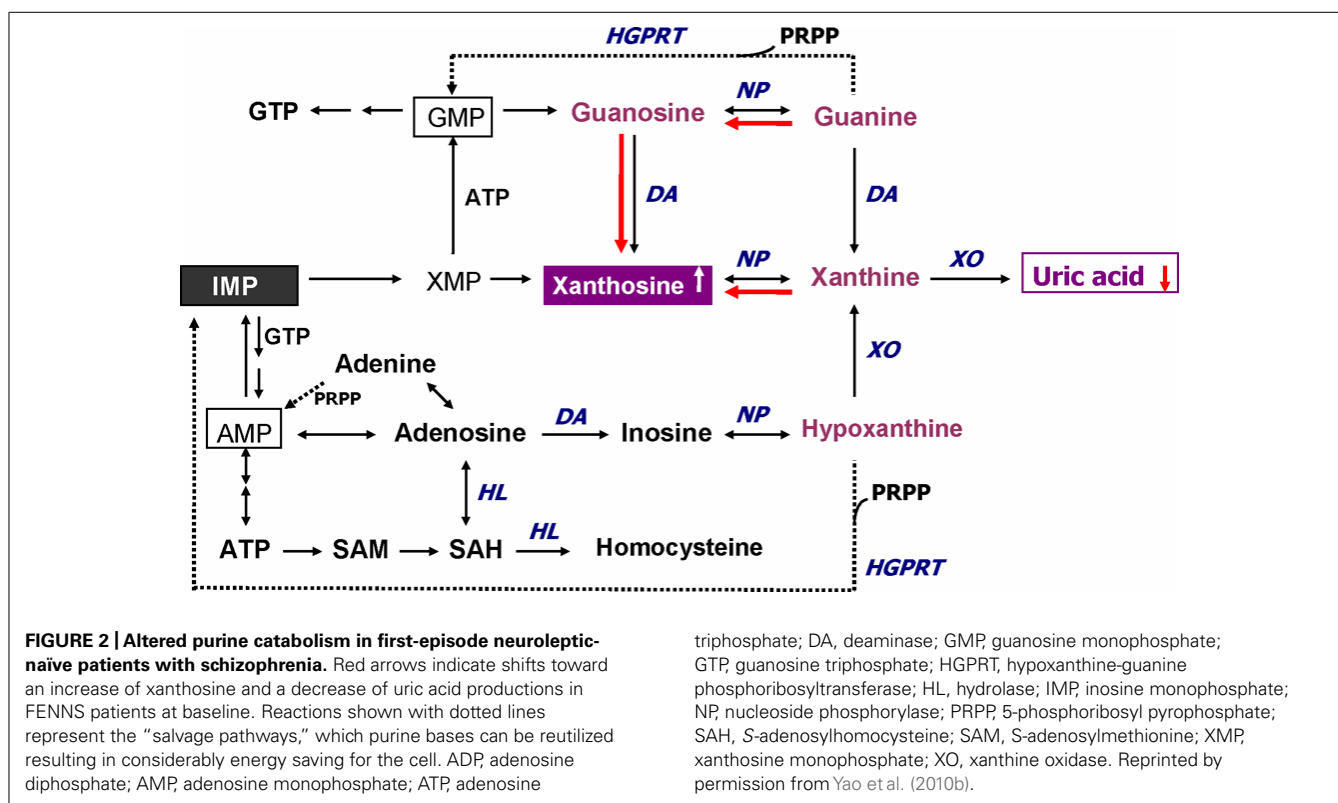 HGPRT PRPP
GTP GMP Guanosine NP Guanine
ATP DA DA
IMP XMP Xanthosine NP Xanthine XO Uric acid
GTP XO
Adenine
PRPP
AMP Adenosine DA Inosine NP Hypoxanthine
HL PRPP
ATP SAM SAH HL Homocysteine
HGPRT
FIGURE 2 | Altered purine catabolism in first-episode neuroleptic-
naïve patients with schizophrenia. Red arrows indicate shifts toward
an increase of xanthosine and a decrease of uric acid productions in
FENNS patients at baseline. Reactions shown with dotted lines
represent the “salvage pathways,” which purine bases can be reutilized
resulting in considerably energy saving for the cell. ADP, adenosine
diphosphate; AMP, adenosine monophosphate; ATP, adenosine
triphosphate; DA, deaminase; GMP, guanosine monophosphate;
GTP, guanosine triphosphate; HGPRT, hypoxanthine-guanine
phosphoribosyltransferase; HL, hydrolase; IMP, inosine monophosphate;
NP, nucleoside phosphorylase; PRPP, 5-phosphoribosyl pyrophosphate;
SAH, S-adenosylhomocysteine; SAM, S-adenosylmethionine; XMP,
xanthosine monophosphate; XO, xanthine oxidase. Reprinted by
permission from Yao et al. (2010b).